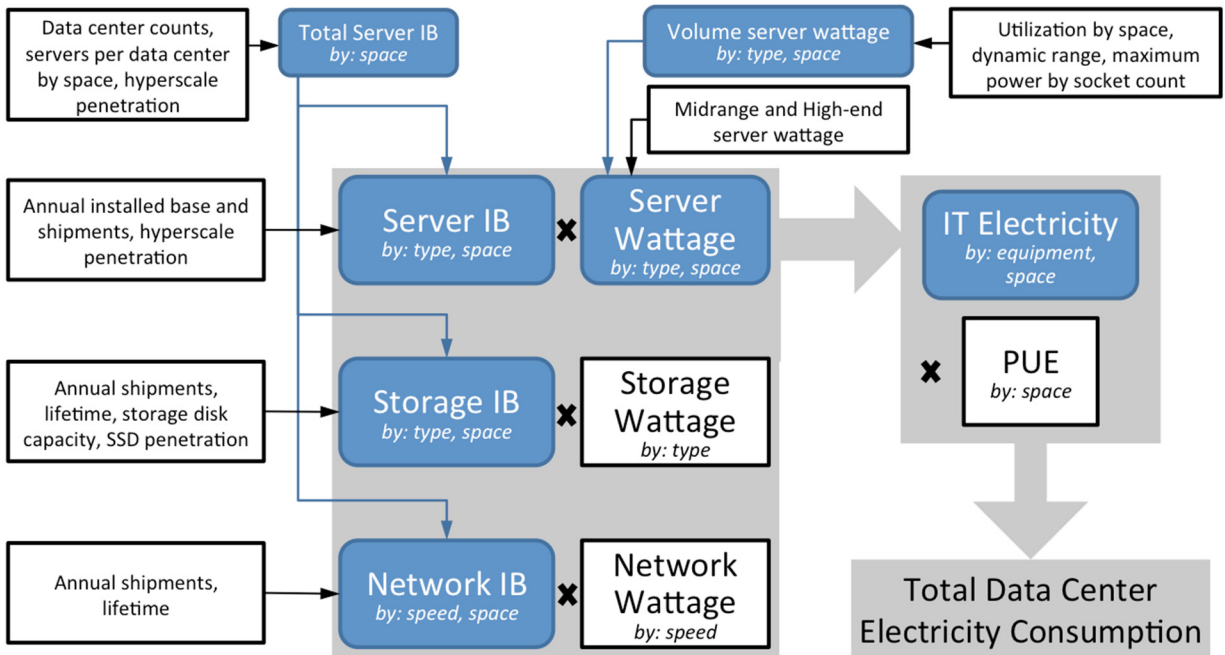 Data center counts,
servers per data center
by space, hyperscale
penetration
Total Server IB
by: space
Volume server wattage
by: type, space
Utilization by space,
dynamic range, maximum
power by socket count
Midrange and High-end
server wattage
Annual installed base and
shipments, hyperscale
penetration
Server IB
by: type, space
×
Server
Wattage
by: type, space
IT Electricity
by: equipment,
space
×
PUE
by: space
Annual shipments,
lifetime, storage disk
capacity, SSD penetration
Storage IB
by: type, space
×
Storage
Wattage
by: type
Annual shipments,
lifetime
Network IB
by: speed, space
×
Network
Wattage
by: speed
Total Data Center
Electricity Consumption